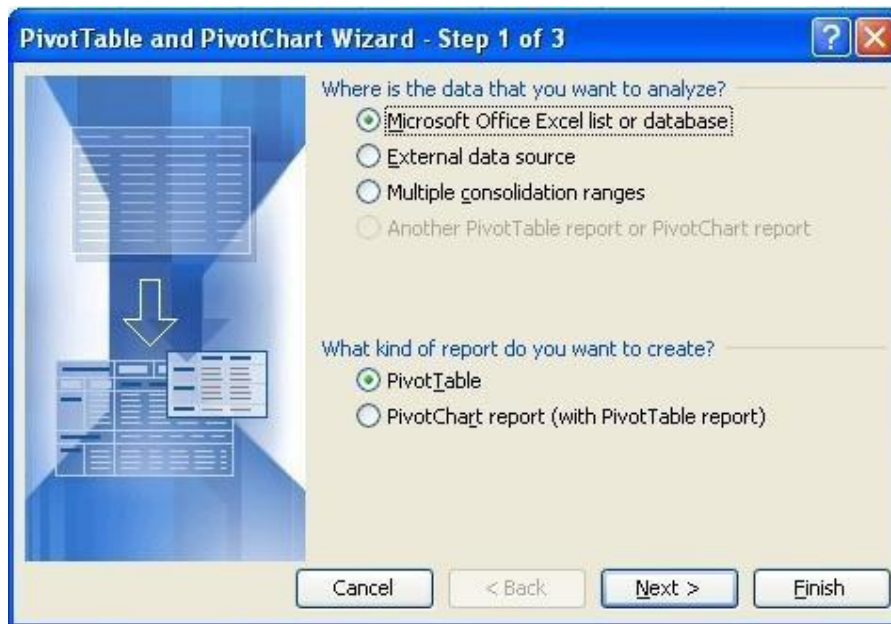 PivotTable and PivotChart Wizard - Step 1 of 3
?
Where is the data that you want to analyze?
Microsoft Office Excel list or database
External data source
Multiple consolidation ranges
Another PivotTable report or PivotChart report
What kind of report do you want to create?
PivotTable
PivotChart report (with PivotTable report)
Cancel < Back Next > Finish